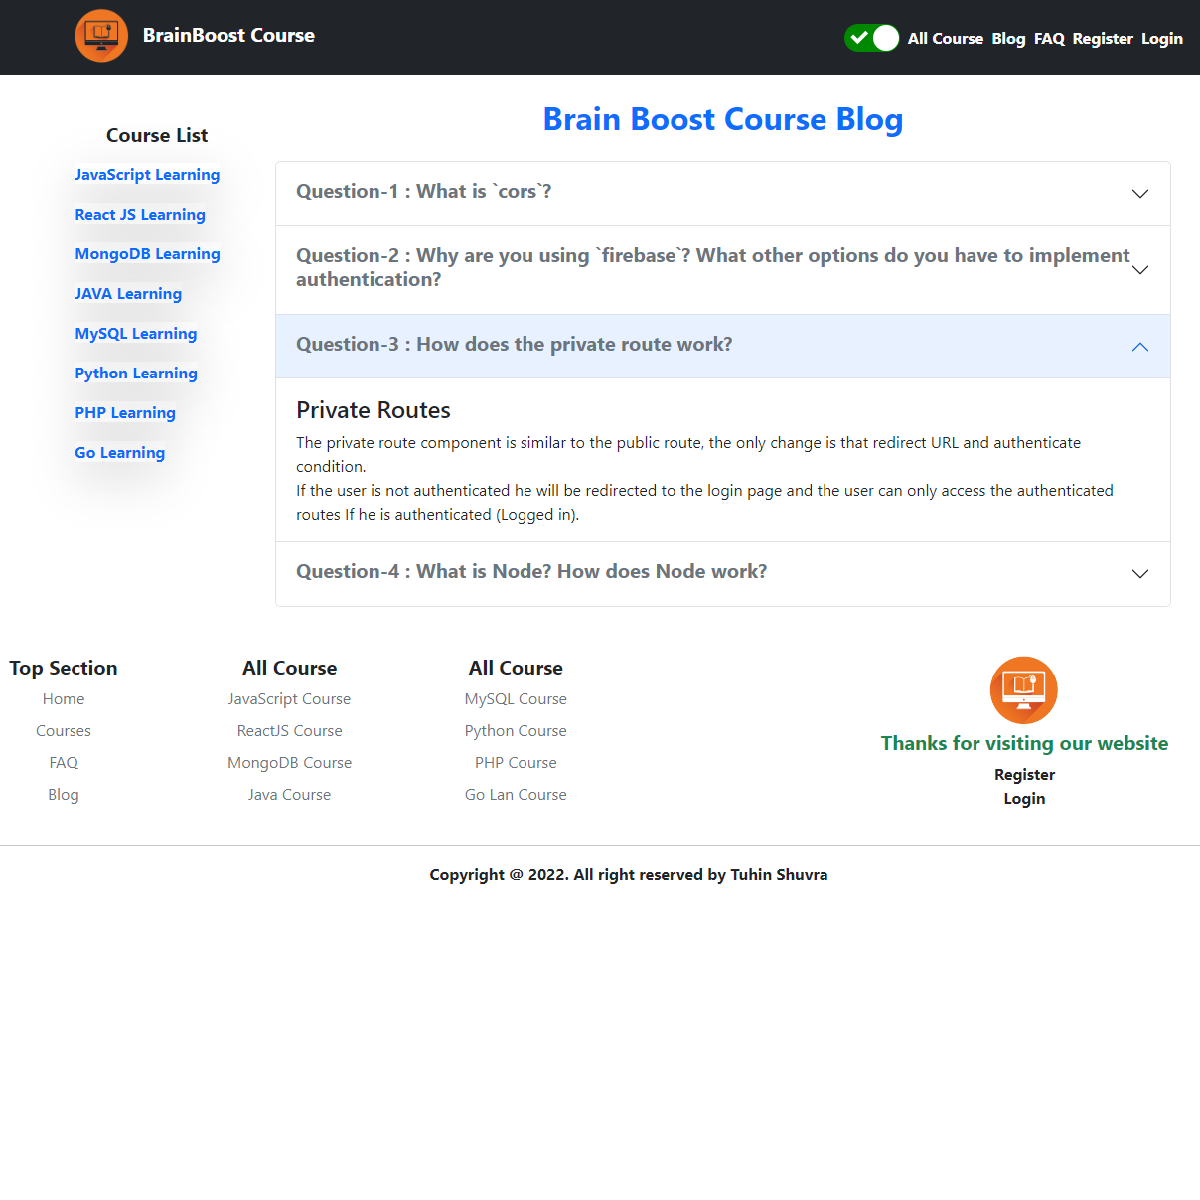 BrainBoost Course
All Course Blog FAQ Register Login
Course List
JavaScript Learning
React JS Learning
MongoDB Learning
JAVA Learning
MySQL Learning
Python Learning
PHP Learning
Go Learning
Brain Boost Course Blog
Question-1 : What is `cors`?
Question-2 : Why are you using `firebase`? What other options do you have to implement
authentication?
Question-3 : How does the private route work?
Private Routes
The private route component is similar to the public route, the only change is that redirect URL and authenticate
condition.
If the user is not authenticated he will be redirected to the login page and the user can only access the authenticated
routes If he is authenticated (Logged in).
Question-4 : What is Node? How does Node work?
Top Section
Home
Courses
FAQ
Blog
All Course
JavaScript Course
ReactJS Course
MongoDB Course
Java Course
All Course
MySQL Course
Python Course
PHP Course
Go Lan Course
Thanks for visiting our website
Register
Login
Copyright @ 2022. All right reserved by Tuhin Shuvra